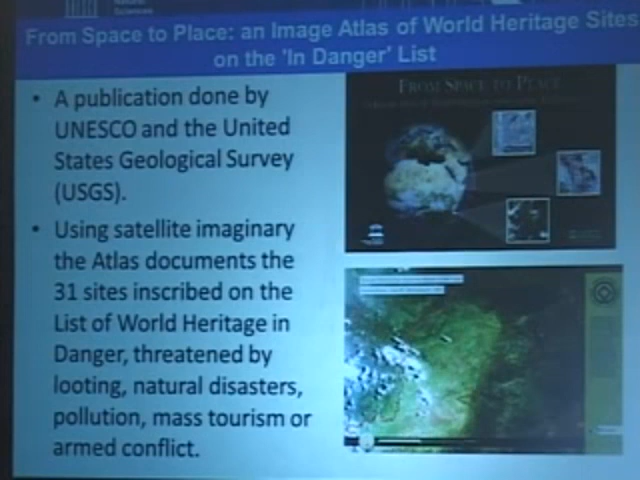 Natural
Sciences
From Space to Place: an Image Atlas of World Heritage Sites
on the 'In Danger' List
• A publication done by
UNESCO and the United
States Geological Survey
(USGS).
• Using satellite imaginary
the Atlas documents the
31 sites inscribed on the
List of World Heritage in
Danger, threatened by
looting, natural disasters,
pollution, mass tourism or
armed conflict.
FROM SPACE TO PLACE